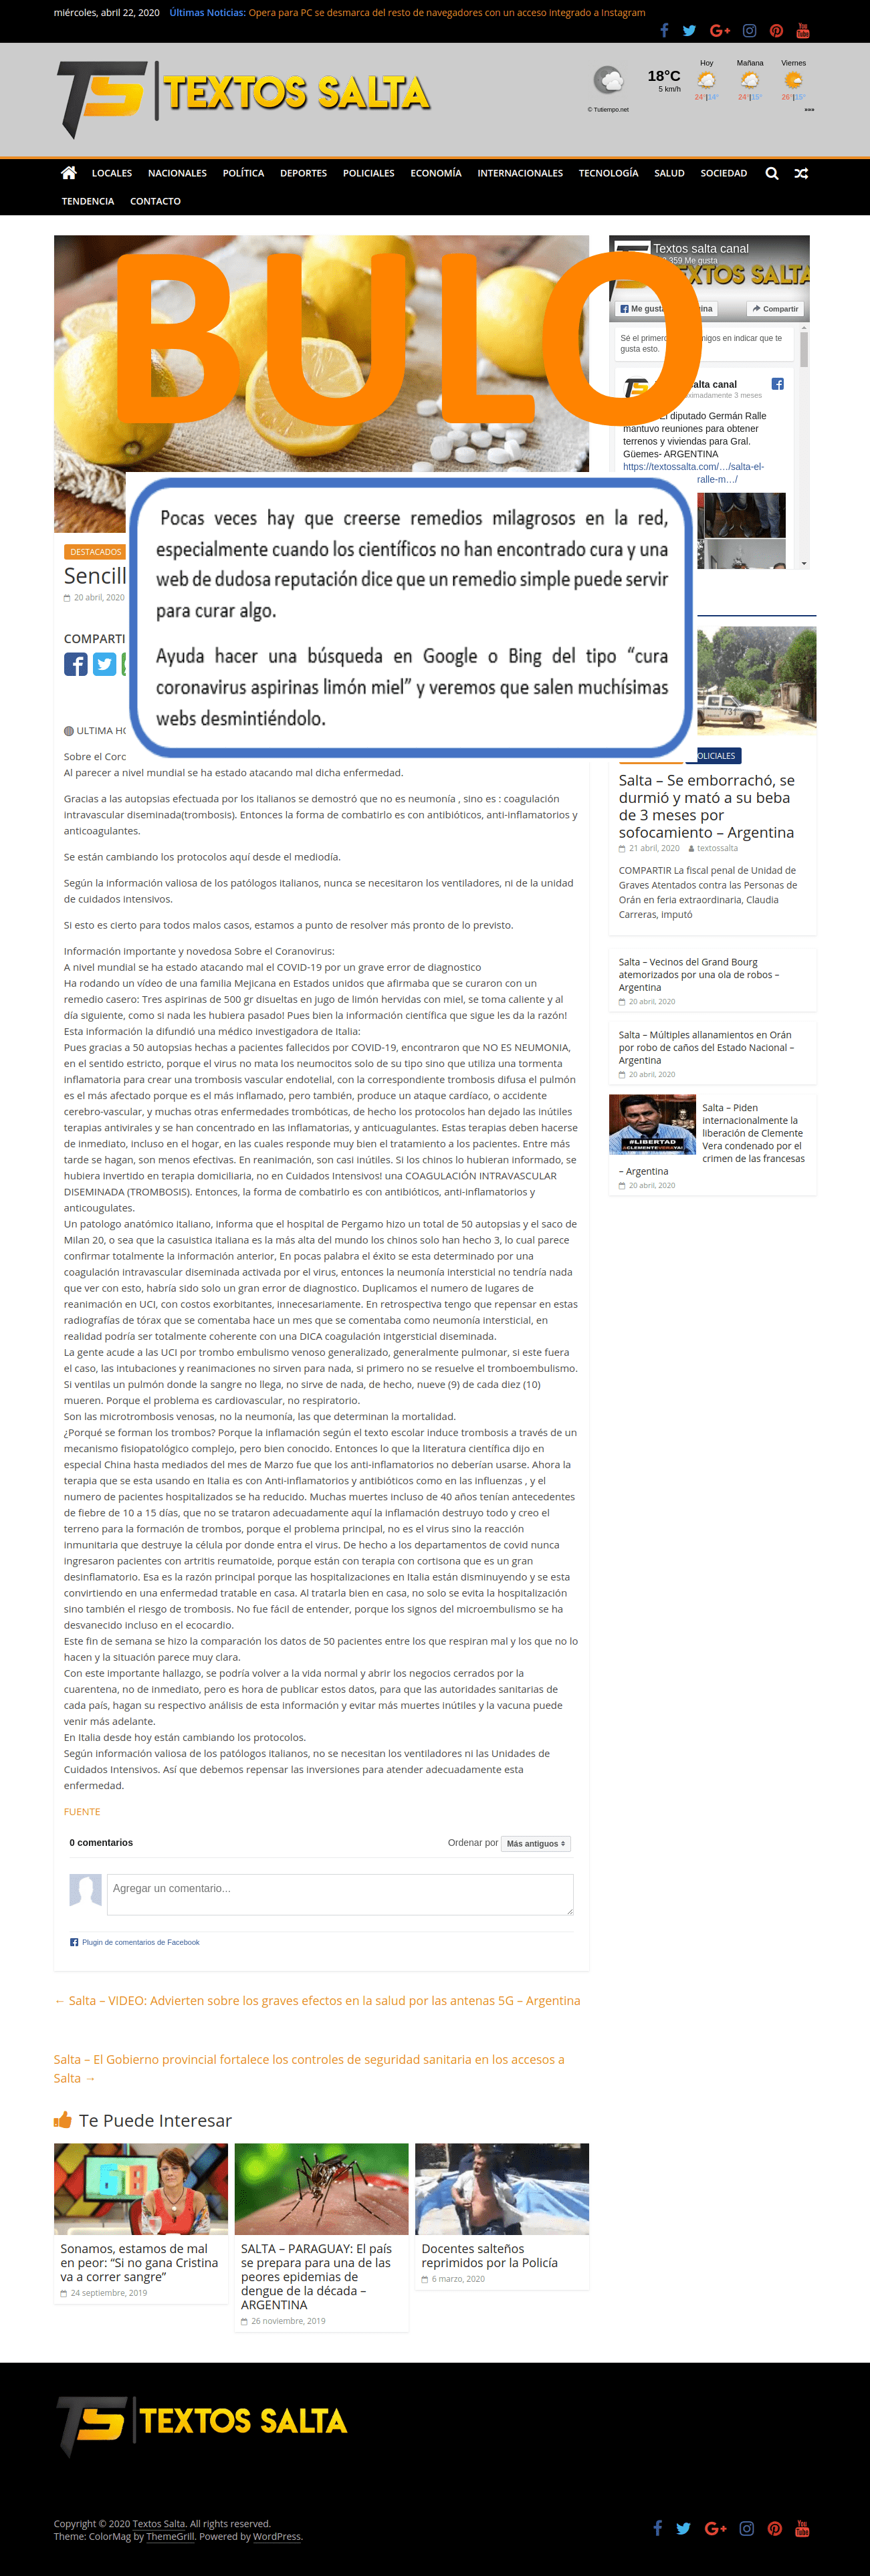 miércoles, abril 22, 2020 Últimas Noticias: Opera para PC se desmarca del resto de navegadores con un acceso integrado a Instagram
TS TEXTOS SALTA
18°C
5 km/h
© Tutiempo.net
Hoy
24°|14°
Mañana
24°|15°
Viernes
26°|15°
LOCALES NACIONALES POLÍTICA DEPORTES POLICIALES ECONOMÍA INTERNACIONALES TECNOLOGÍA SALUD SOCIEDAD
TENDENCIA CONTACTO
BULO
Pocas veces hay que creerse remedios milagrosos en la red,
especialmente cuando los científicos no han encontrado cura y una
web de dudosa reputación dice que un remedio simple puede servir
para curar algo.
Ayuda hacer una búsqueda en Google o Bing del tipo “cura
coronavirus aspirinas limón miel” y veremos que salen muchísimas
webs desmintiéndolo.
DESTACADOS
Sencill
20 abril, 2020
COMPARTI
ULTIMA HO
Sobre el Corc
Al parecer a nivel mundial se ha estado atacando mal dicha enfermedad.
Gracias a las autopsias efectuada por los italianos se demostró que no es neumonía , sino es : coagulación
intravascular diseminada(trombosis). Entonces la forma de combatirlo es con antibióticos, anti-inflamatorios y
anticoagulantes.
Se están cambiando los protocolos aquí desde el mediodía.
Según la información valiosa de los patólogos italianos, nunca se necesitaron los ventiladores, ni de la unidad
de cuidados intensivos.
Si esto es cierto para todos malos casos, estamos a punto de resolver más pronto de lo previsto.
Información importante y novedosa Sobre el Coranovirus:
A nivel mundial se ha estado atacando mal el COVID-19 por un grave error de diagnostico
Ha rodando un vídeo de una familia Mejicana en Estados unidos que afirmaba que se curaron con un
remedio casero: Tres aspirinas de 500 gr disueltas en jugo de limón hervidas con miel, se toma caliente y al
día siguiente, como si nada les hubiera pasado! Pues bien la información científica que sigue les da la razón!
Esta información la difundió una médico investigadora de Italia:
Pues gracias a 50 autopsias hechas a pacientes fallecidos por COVID-19, encontraron que NO ES NEUMONIA,
en el sentido estricto, porque el virus no mata los neumocitos solo de su tipo sino que utiliza una tormenta
inflamatoria para crear una trombosis vascular endotelial, con la correspondiente trombosis difusa el pulmón
es el más afectado porque es el más inflamado, pero también, produce un ataque cardíaco, o accidente
cerebro-vascular, y muchas otras enfermedades trombóticas, de hecho los protocolos han dejado las inútiles
terapias antivirales y se han concentrado en las inflamatorias, y anticuagulantes. Estas terapias deben hacerse
de inmediato, incluso en el hogar, en las cuales responde muy bien el tratamiento a los pacientes. Entre más
tarde se hagan, son menos efectivas. En reanimación, son casi inútiles. Si los chinos lo hubieran informado, se
hubiera invertido en terapia domiciliaria, no en Cuidados Intensivos! una COAGULACIÓN INTRAVASCULAR
DISEMINADA (TROMBOSIS). Entonces, la forma de combatirlo es con antibióticos, anti-inflamatorios y
anticougulates.
Un patologo anatómico italiano, informa que el hospital de Pergamo hizo un total de 50 autopsias y el saco de
Milan 20, o sea que la casuistica italiana es la más alta del mundo los chinos solo han hecho 3, lo cual parece
confirmar totalmente la información anterior, En pocas palabra el éxito se esta determinado por una
coagulación intravascular diseminada activada por el virus, entonces la neumonía intersticial no tendría nada
que ver con esto, habría sido solo un gran error de diagnostico. Duplicamos el numero de lugares de
reanimación en UCI, con costos exorbitantes, innecesariamente. En retrospectiva tengo que repensar en estas
radiografías de tórax que se comentaba hace un mes que se comentaba como neumonía intersticial, en
realidad podría ser totalmente coherente con una DICA coagulación intgersticial diseminada.
La gente acude a las UCI por trombo embulismo venoso generalizado, generalmente pulmonar, si este fuera
el caso, las intubaciones y reanimaciones no sirven para nada, si primero no se resuelve el tromboembulismo.
Si ventilas un pulmón donde la sangre no llega, no sirve de nada, de hecho, nueve (9) de cada diez (10)
mueren. Porque el problema es cardiovascular, no respiratorio.
Son las microtrombosis venosas, no la neumonía, las que determinan la mortalidad.
¿Porqué se forman los trombos? Porque la inflamación según el texto escolar induce trombosis a través de un
mecanismo fisiopatológico complejo, pero bien conocido. Entonces lo que la literatura científica dijo en
especial China hasta mediados del mes de Marzo fue que los anti-inflamatorios no deberían usarse. Ahora la
terapia que se esta usando en Italia es con Anti-inflamatorios y antibióticos como en las influenzas , y el
numero de pacientes hospitalizados se ha reducido. Muchas muertes incluso de 40 años tenían antecedentes
de fiebre de 10 a 15 días, que no se trataron adecuadamente aquí la inflamación destruyo todo y creo el
terreno para la formación de trombos, porque el problema principal, no es el virus sino la reacción
inmunitaria que destruye la célula por donde entra el virus. De hecho a los departamentos de covid nunca
ingresaron pacientes con artritis reumatoide, porque están con terapia con cortisona que es un gran
desinflamatorio. Esa es la razón principal porque las hospitalizaciones en Italia están disminuyendo y se esta
convirtiendo en una enfermedad tratable en casa. Al tratarla bien en casa, no solo se evita la hospitalización
sino también el riesgo de trombosis. No fue fácil de entender, porque los signos del microembulismo se ha
desvanecido incluso en el ecocardio.
Este fin de semana se hizo la comparación los datos de 50 pacientes entre los que respiran mal y los que no lo
hacen y la situación parece muy clara.
Con este importante hallazgo, se podría volver a la vida normal y abrir los negocios cerrados por la
cuarentena, no de inmediato, pero es hora de publicar estos datos, para que las autoridades sanitarias de
cada país, hagan su respectivo análisis de esta información y evitar más muertes inútiles y la vacuna puede
venir más adelante.
En Italia desde hoy están cambiando los protocolos.
Según información valiosa de los patólogos italianos, no se necesitan los ventiladores ni las Unidades de
Cuidados Intensivos. Así que debemos repensar las inversiones para atender adecuadamente esta
enfermedad.
FUENTE
0 comentarios Ordenar por Más antiguos
Agregar un comentario...
Plugin de comentarios de Facebook
← Salta – VIDEO: Advierten sobre los graves efectos en la salud por las antenas 5G – Argentina
Salta – El Gobierno provincial fortalece los controles de seguridad sanitaria en los accesos a
Salta →
Te Puede Interesar
Sonamos, estamos de mal
en peor: “Si no gana Cristina
va a correr sangre”
24 septiembre, 2019
SALTA – PARAGUAY: El país
se prepara para una de las
peores epidemias de
dengue de la década –
ARGENTINA
26 noviembre, 2019
Docentes salteños
reprimidos por la Policía
6 marzo, 2020
Textos salta canal
359 Me gusta
TEXTOS SALTA
Me gusta ina
Compartir
Sé el primero migos en indicar que te
gusta esto.
alta canal
oximadamente 3 meses
El diputado Germán Ralle
mantuvo reuniones para obtener
terrenos y viviendas para Gral.
Güemes- ARGENTINA
https://textossalta.com/…/salta-el-
ralle-m…/
731
OLICIALES
Salta – Se emborrachó, se
durmió y mató a su beba
de 3 meses por
sofocamiento – Argentina
21 abril, 2020 textossalta
COMPARTIR La fiscal penal de Unidad de
Graves Atentados contra las Personas de
Orán en feria extraordinaria, Claudia
Carreras, imputó
Salta – Vecinos del Grand Bourg
atemorizados por una ola de robos –
Argentina
20 abril, 2020
Salta – Múltiples allanamientos en Orán
por robo de caños del Estado Nacional –
Argentina
20 abril, 2020
#LIBERTAD
ACLEMENTEVERAYA!
Salta – Piden
internacionalmente la
liberación de Clemente
Vera condenado por el
crimen de las francesas
– Argentina
20 abril, 2020
TS TEXTOS SALTA
Copyright © 2020 Textos Salta. All rights reserved.
Theme: ColorMag by ThemeGrill. Powered by WordPress.